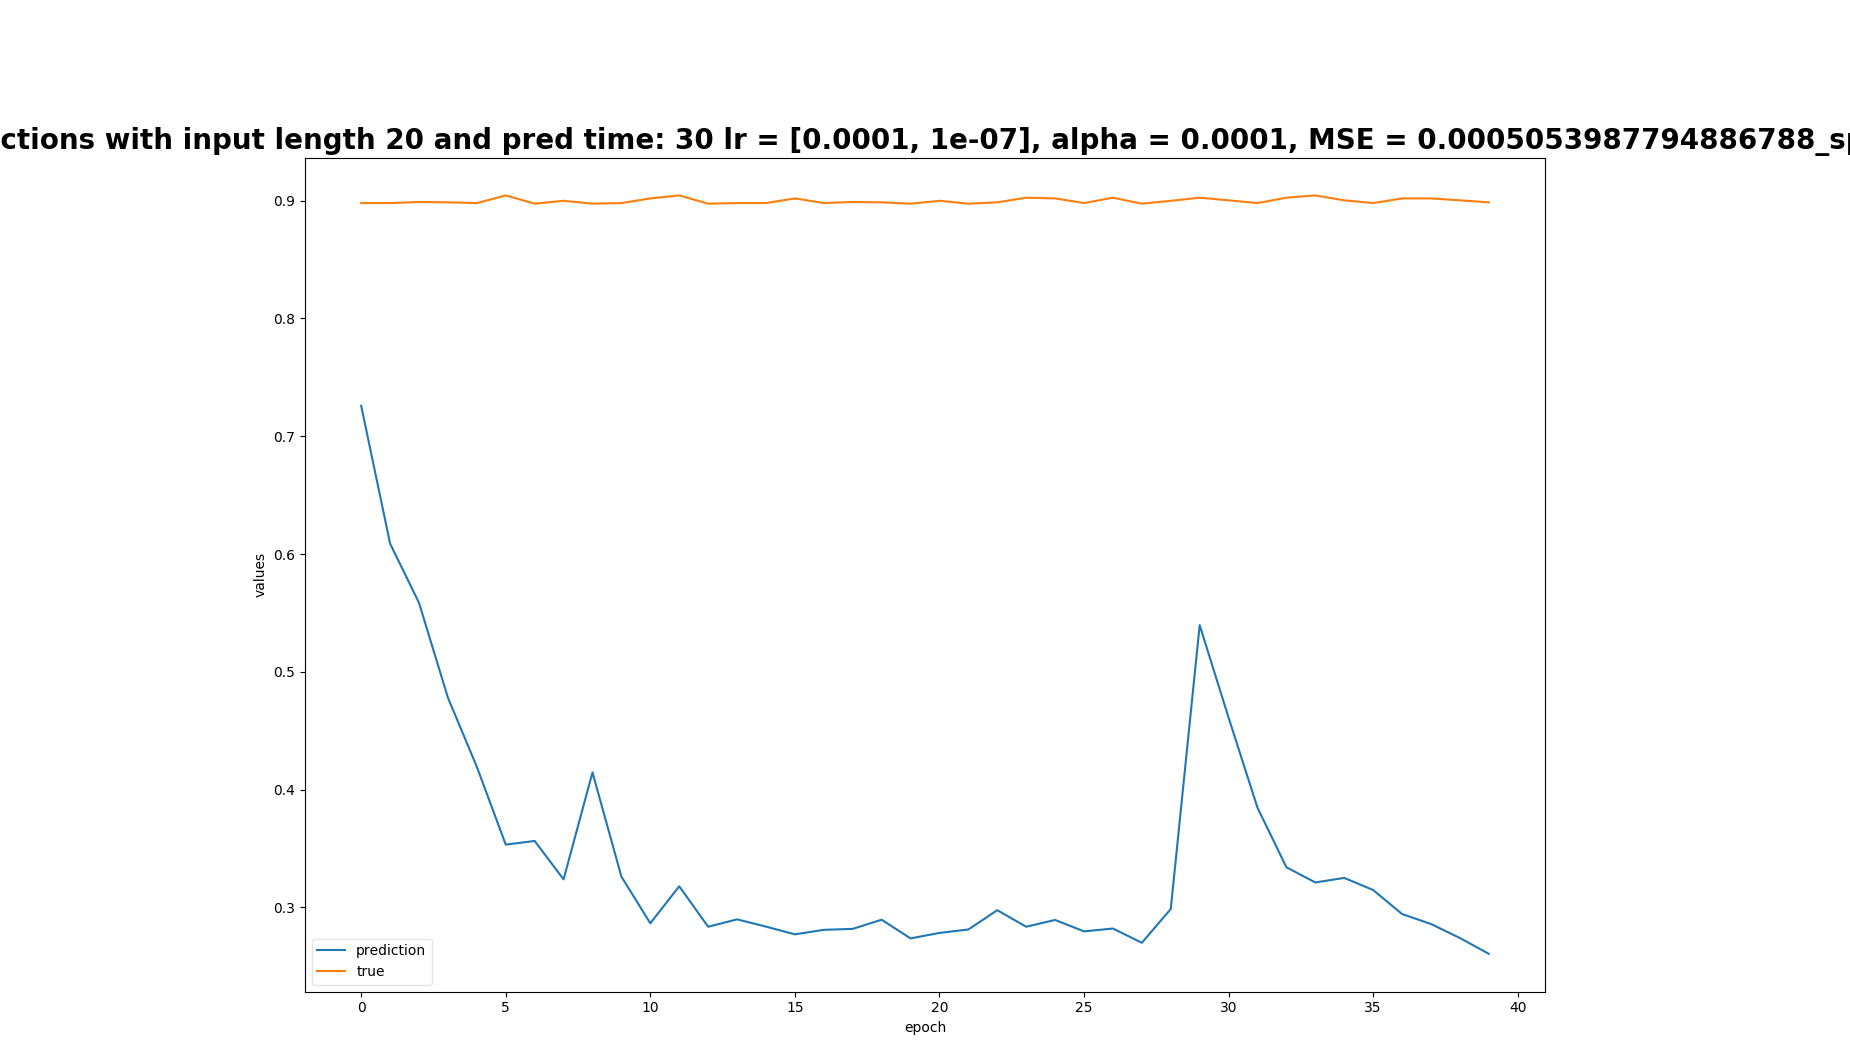 ctions with input length 20 and pred time: 30 lr = [0.0001, 1e-07], alpha = 0.0001, MSE = 0.0005053987794886788_sp
0.9
0.8
0.7
0.6
0.5
0.4
0.3
values
prediction
true
0 5 10 15 20 25 30 35 40
epoch